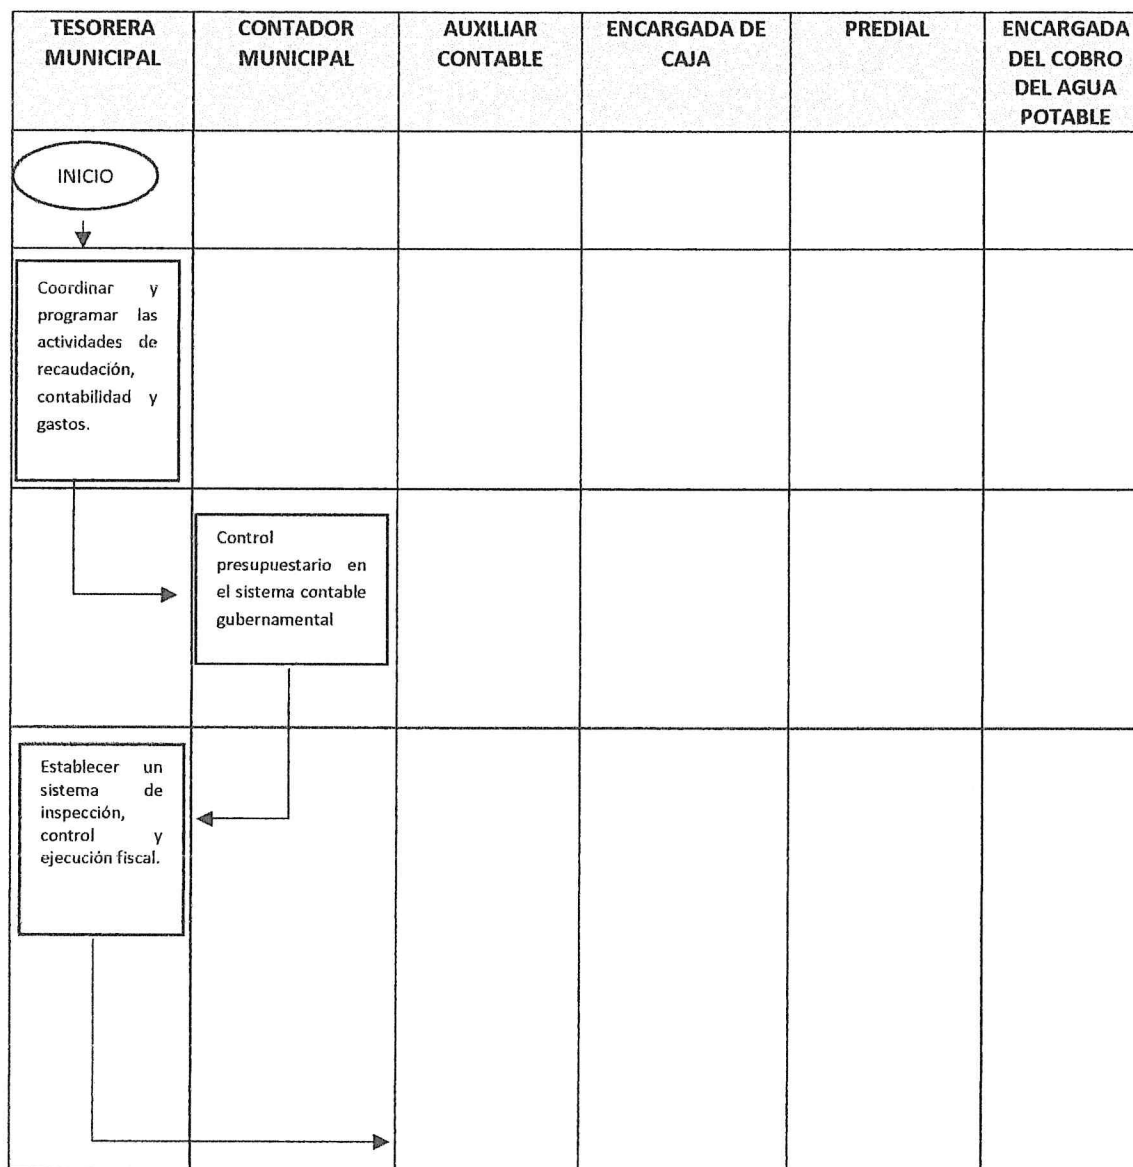 TESORERA
MUNICIPAL
CONTADOR
MUNICIPAL
AUXILIAR
CONTABLE
ENCARGADA DE
CAJA
PREDIAL
ENCARGADA
DEL COBRO
DEL AGUA
POTABLE
INICIO
Coordinar y
programar las
actividades de
recaudación,
contabilidad y
gastos.
Control
presupuestario en
el sistema contable
gubernamental
Establecer un
sistema de
inspección,
control y
ejecución fiscal.